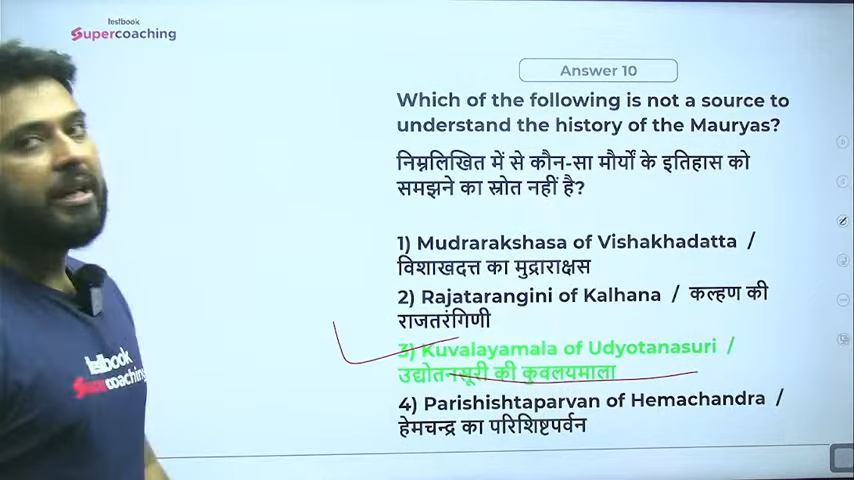 testbook
Supercoaching
Answer 10
Which of the following is not a source to
understand the history of the Mauryas?
निम्नलिखित में से कौन-सा मौर्यों के इतिहास को
समझने का स्रोत नहीं है?
1) Mudrarakshasa of Vishakhadatta /
विशाखदत्त का मुद्राराक्षस
2) Rajatarangini of Kalhana / कल्हण की
राजतरंगिणी
3) Kuvalayamala of Udyotanasuri /
उद्योतनसूरी की कुवलयमाला
4) Parishishtaparvan of Hemachandra /
हेमचन्द्र का परिशिष्टपर्वन
testbook
Supercoaching